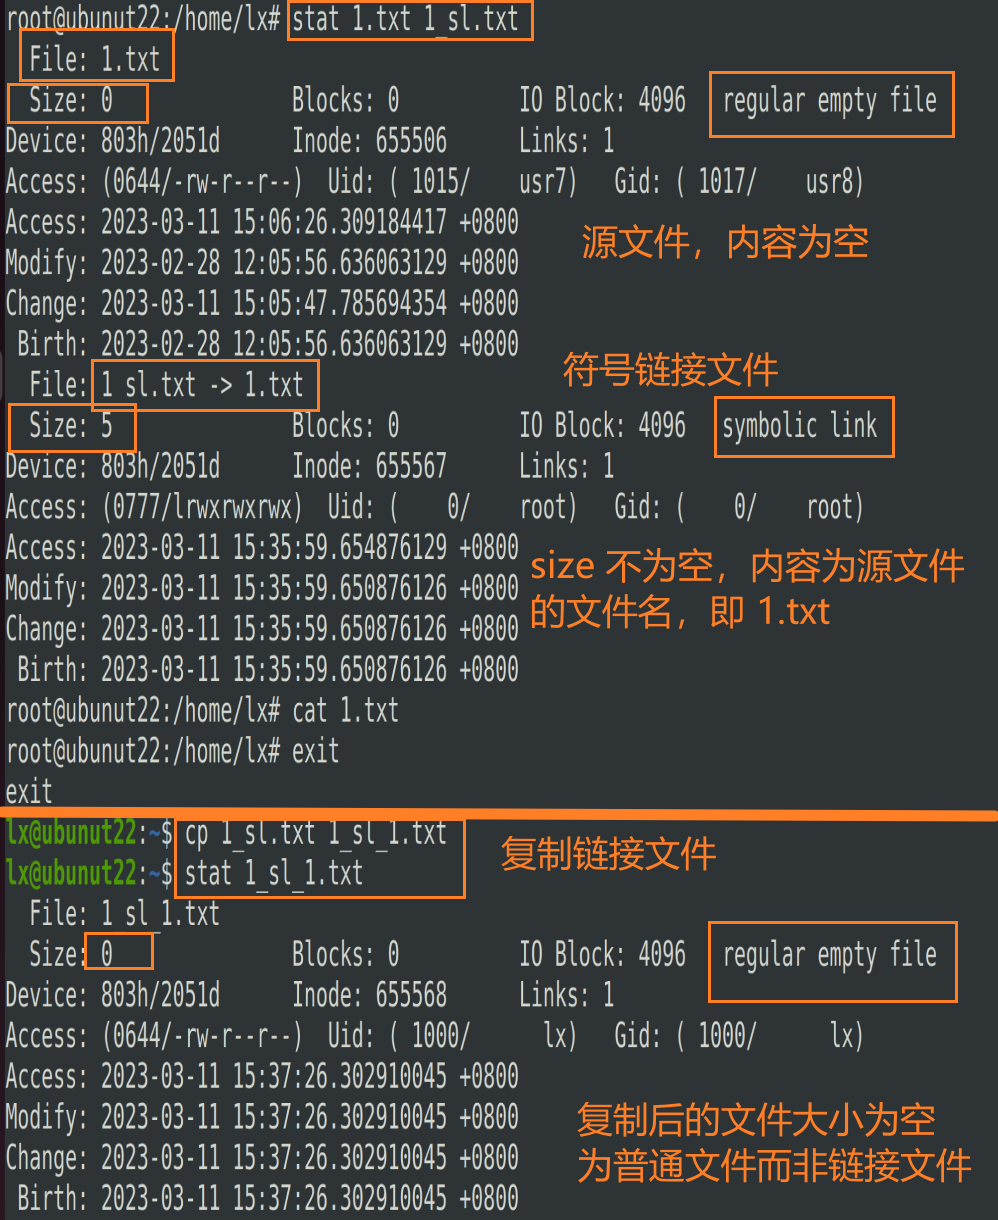 root@ubunut22:/home/lx# stat 1.txt 1_sl.txt
File: 1.txt
Size: 0 Blocks: 0 IO Block: 4096 regular empty file
Device: 803h/2051d Inode: 655506 Links: 1
Access: (0644/-rw-r--r--) Uid: ( 1015/ usr7) Gid: ( 1017/ usr8)
Access: 2023-03-11 15:06:26.309184417 +0800
源文件，内容为空
Modify: 2023-02-28 12:05:56.636063129 +0800
Change: 2023-03-11 15:05:47.785694354 +0800
Birth: 2023-02-28 12:05:56.636063129 +0800
符号链接文件
File: 1_sl.txt -> 1.txt
Size: 5 Blocks: 0 IO Block: 4096 symbolic link
Device: 803h/2051d Inode: 655567 Links: 1
Access: (0777/lrwxrwxrwx) Uid: ( 0/ root) Gid: ( 0/ root)
Access: 2023-03-11 15:35:59.654876129 +0800
size 不为空，内容为源文件
Modify: 2023-03-11 15:35:59.650876126 +0800
的文件名，即 1.txt
Change: 2023-03-11 15:35:59.650876126 +0800
Birth: 2023-03-11 15:35:59.650876126 +0800
root@ubunut22:/home/lx# cat 1.txt
root@ubunut22:/home/lx# exit
exit
lx@ubunut22:~$ cp 1_sl.txt 1_sl_1.txt
复制链接文件
lx@ubunut22:~$ stat 1_sl_1.txt
File: 1_sl_1.txt
Size: 0 Blocks: 0 IO Block: 4096 regular empty file
Device: 803h/2051d Inode: 655568 Links: 1
Access: (0644/-rw-r--r--) Uid: ( 1000/ lx) Gid: ( 1000/ lx)
Access: 2023-03-11 15:37:26.302910045 +0800
Modify: 2023-03-11 15:37:26.302910045 +0800
复制后的文件大小为空
Change: 2023-03-11 15:37:26.302910045 +0800
为普通文件而非链接文件
Birth: 2023-03-11 15:37:26.302910045 +0800